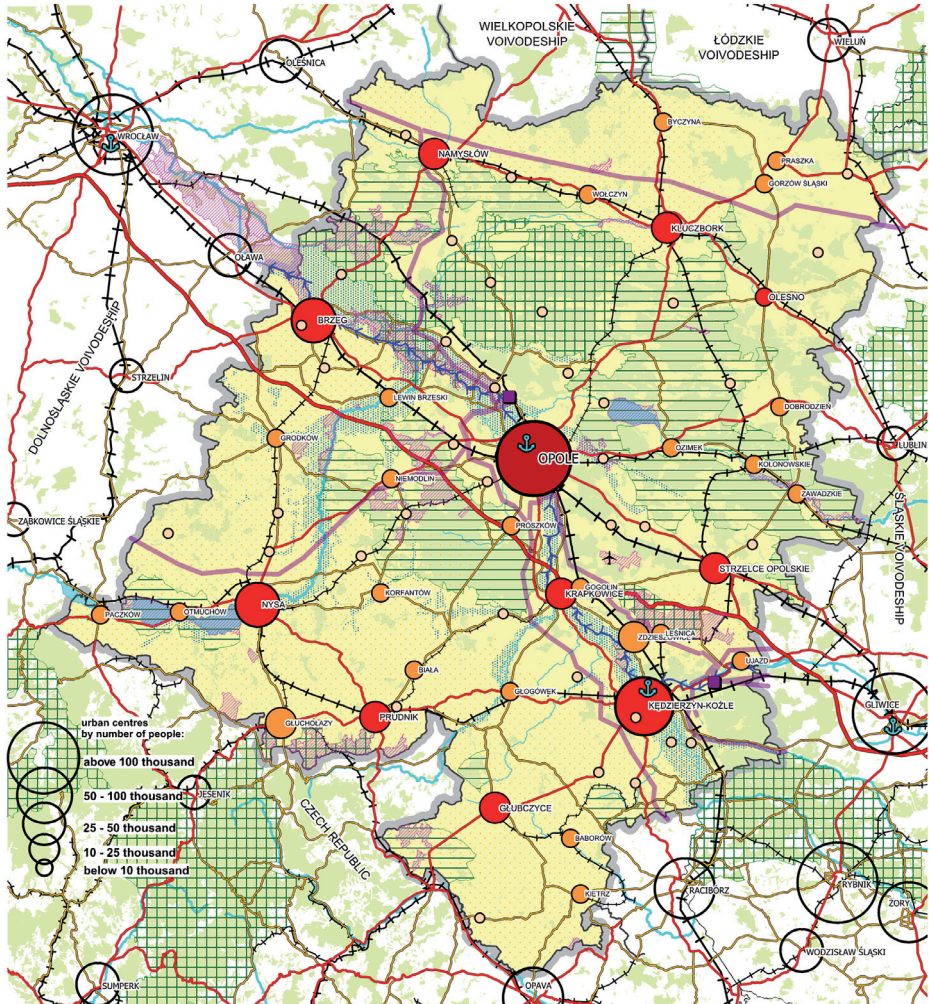 WIELKOPOLSKIE
VOIVODESHIP
ŁÓDZKIE
VOIVODESHIP
WIELUŃ
OLEŚNICA
WROCŁAW
BYCZYNA
NAMYSŁÓW
PRASZKA
GORZÓW ŚLĄSKI
WOŁCZYN
KLUCZBORK
OŁAWA
OLESNO
BRZEG
DOLNOŚLĄSKIE VOIVODESHIP
STRZELIN
LEWIN BRZESKI
DOBRODZIEŃ
GRODKÓW
OPOLE
OZIMEK
LUBLIN
KOLONOWSKIE
NIEMODLIN
ZAWADZKIE
ZĄBKOWICE ŚLĄSKIE
PRÓSZKÓW
ŚLĄSKIE VOIVODESHIP
STRZELCE OPOLSKIE
GOGOLIN
KRAPKOWICE
KORFANTÓW
NYSA
OTMUCHÓW
PACZKÓW
LEŚNICA
ZDZIESZOWICE
UJAZD
BIAŁA
GŁOGÓWEK
KĘDZIERZYN-KOŹLE
GLIWICE
GŁUCHOŁAZY
PRUDNIK
urban centres
by number of people:
above 100 thousand
50 - 100 thousand
25 - 50 thousand
10 - 25 thousand
below 10 thousand
JESENIK
CZECH REPUBLIC
GŁUBCZYCE
BABORÓW
KIETRZ
RACIBÓRZ
RYBNIK
ŻORY
WODZISŁAW ŚLĄSKI
SUMPERK
OPAVA